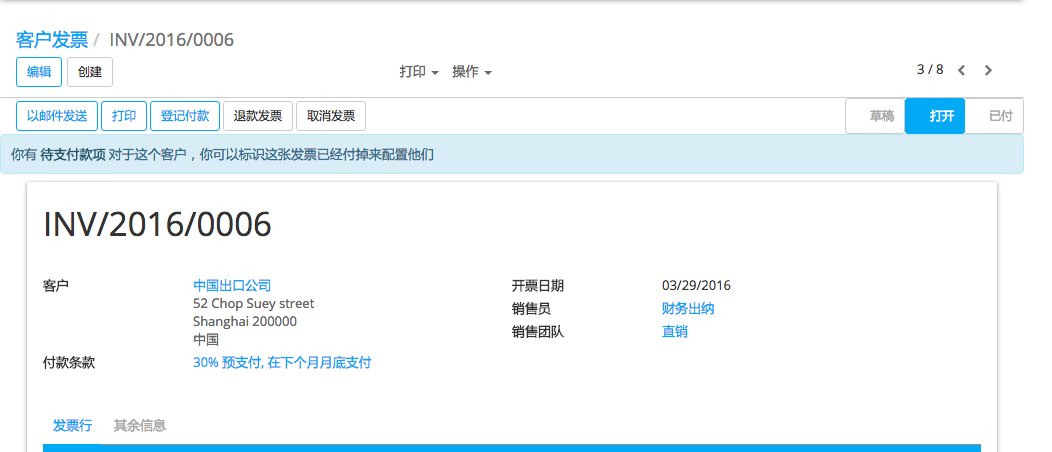 客户发票 / INV/2016/0006
编辑 创建 打印 操作 3 / 8
以邮件发送 打印 登记付款 退款发票 取消发票 草稿 打开 已付
你有 待支付款项 对于这个客户，你可以标识这张发票已经付掉来配置他们
INV/2016/0006
客户 中国出口公司 开票日期 03/29/2016
52 Chop Suey street 销售员 财务出纳
Shanghai 200000
中国 销售团队 直销
付款条款 30% 预支付, 在下个月月底支付
发票行 其余信息